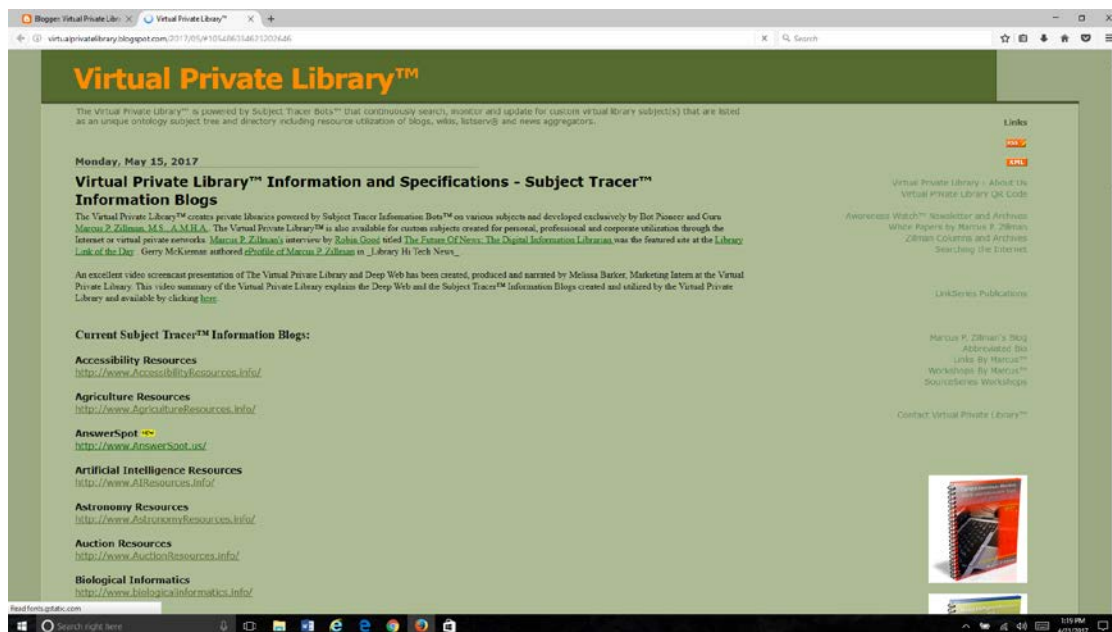 Blogger: Virtual Private Libr
Virtual Private Library™
virtualprivatelibrary.blogspot.com/2017/05/#105486354623202646
Search
Virtual Private Library™
The Virtual Private Library™ is powered by Subject Tracer Bots™ that continuously search, monitor and update for custom virtual library subject(s) that are listed
as an unique ontology subject tree and directory including resource utilization of blogs, wikis, listserv® and news aggregators.
Links
RSS
XML
Monday, May 15, 2017
Virtual Private Library™ Information and Specifications - Subject Tracer™
Information Blogs
The Virtual Private Library™ creates private libraries powered by Subject Tracer Information Bots™ on various subjects and developed exclusively by Bot Pioneer and Guru
Marcus P. Zillman, M.S., A.M.H.A.. The Virtual Private Library™ is also available for custom subjects created for personal, professional and corporate utilization through the
Internet or virtual private networks. Marcus P. Zillman's interview by Robin Good titled The Future Of News: The Digital Information Librarian was the featured site at the Library
Link of the Day. Gerry McKiernan authored eProfile of Marcus P. Zillman in _Library Hi Tech News_
An excellent video screencast presentation of The Virtual Private Library and Deep Web has been created, produced and narrated by Melissa Barker, Marketing Intern at the Virtual
Private Library. This video summary of the Virtual Private Library explains the Deep Web and the Subject Tracer™ Information Blogs created and utilized by the Virtual Private
Library and available by clicking here.
Current Subject Tracer™ Information Blogs:
Accessibility Resources
http://www.AccessibilityResources.info/
Agriculture Resources
http://www.AgricultureResources.info/
AnswerSpot
http://www.AnswerSpot.us/
Artificial Intelligence Resources
http://www.AIResources.info/
Astronomy Resources
http://www.AstronomyResources.info/
Auction Resources
http://www.AuctionResources.info/
Biological Informatics
http://www.biologicalinformatics.info/
Virtual Private Library - About Us
Virtual Private Library QR Code
Awareness Watch™ Newsletter and Archives
White Papers by Marcus P. Zillman
Zillman Columns and Archives
Searching the Internet
LinkSeries Publications
Marcus P. Zillman's Blog
Abbreviated Bio
Links By Marcus™
Workshops By Marcus™
SourceSeries Workshops
Contact Virtual Private Library™
Read fonts.gstatic.com
Search right here
1:19 PM